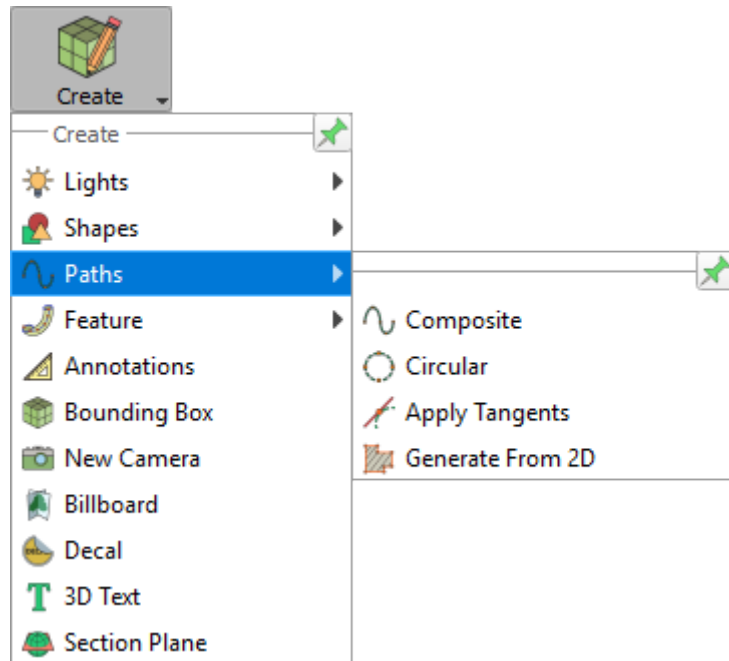 Create
Create
Lights
Shapes
Paths
Feature
Annotations
Bounding Box
New Camera
Billboard
Decal
3D Text
Section Plane
Composite
Circular
Apply Tangents
Generate From 2D